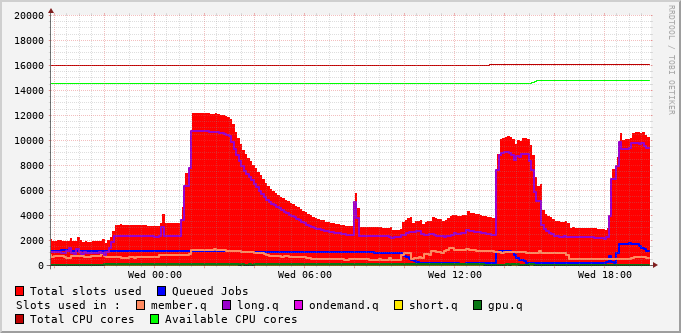 20000
18000
16000
14000
12000
10000
8000
6000
4000
2000
0
Wed 00:00 Wed 06:00 Wed 12:00 Wed 18:00
RRDTOOL / TOBI OETIKER
Total slots used Queued Jobs
Slots used in : member.q long.q ondemand.q short.q gpu.q
Total CPU cores Available CPU cores